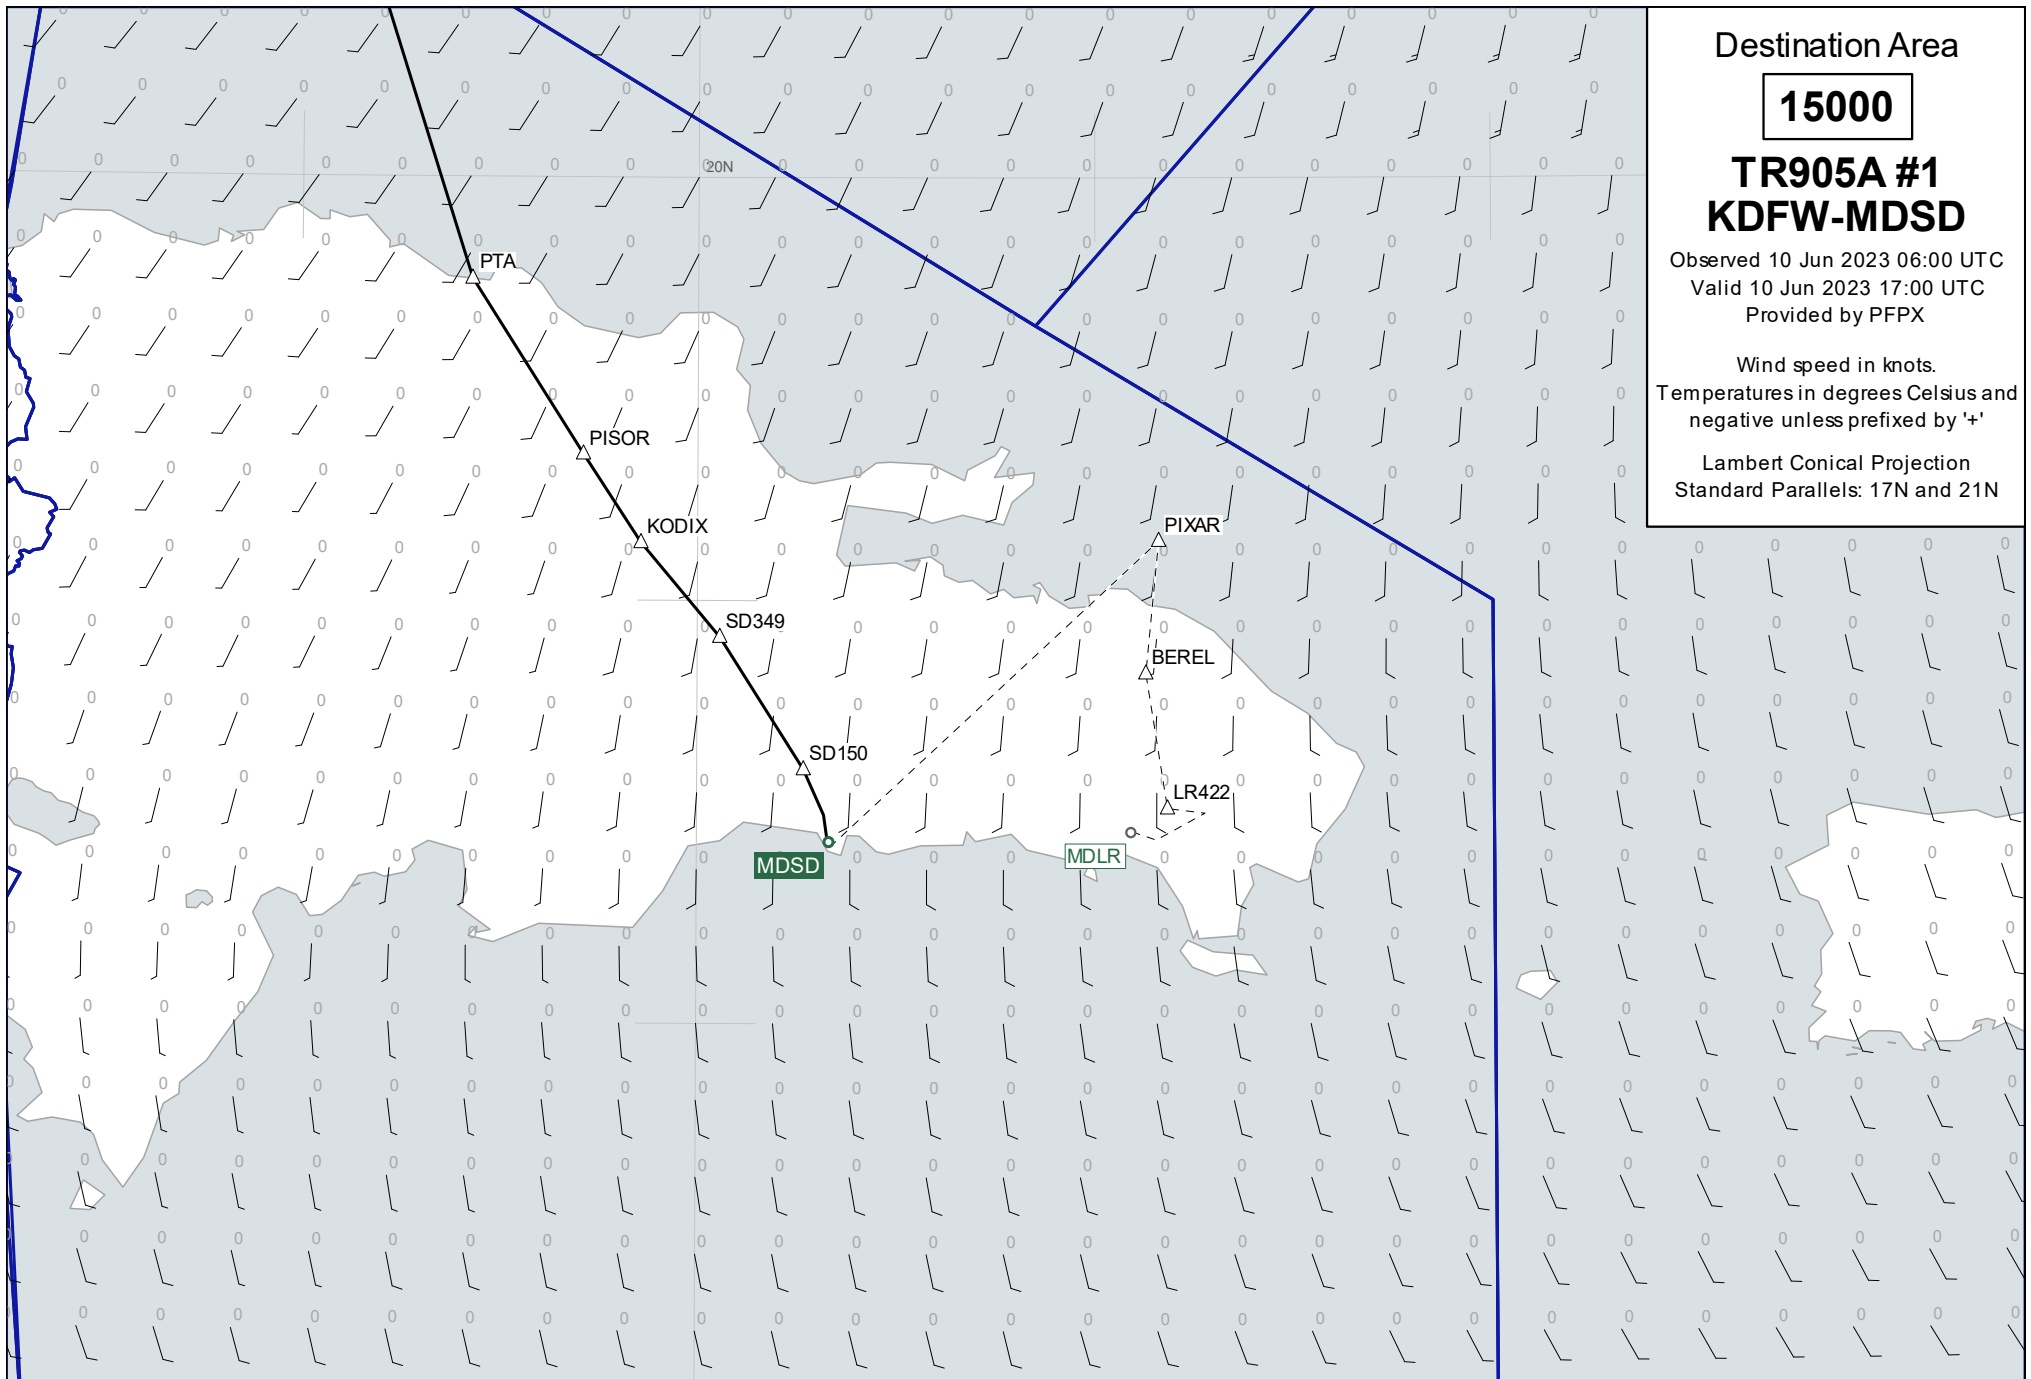 Destination Area
15000
TR905A #1
KDFW-MDSD
Observed 10 Jun 2023 06:00 UTC
Valid 10 Jun 2023 17:00 UTC
Provided by PFPX
Wind speed in knots.
Temperatures in degrees Celsius and
negative unless prefixed by '+'
Lambert Conical Projection
Standard Parallels: 17N and 21N
20N
PTA
PISOR
KODIX
PIXAR
SD349
BEREL
SD150
LR422
MDSD
MDLR